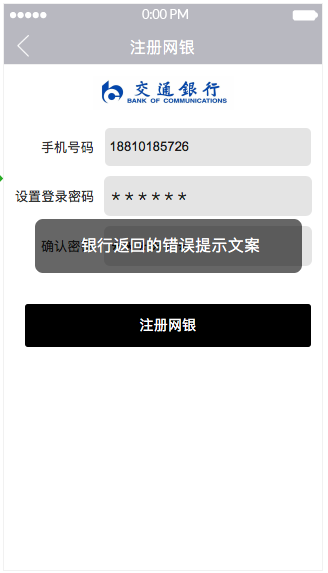 0:00 PM
注册网银
交通銀行
BANK OF COMMUNICATIONS
手机号码 18810185726
设置登录密码 ******
确认密
银行返回的错误提示文案
注册网银